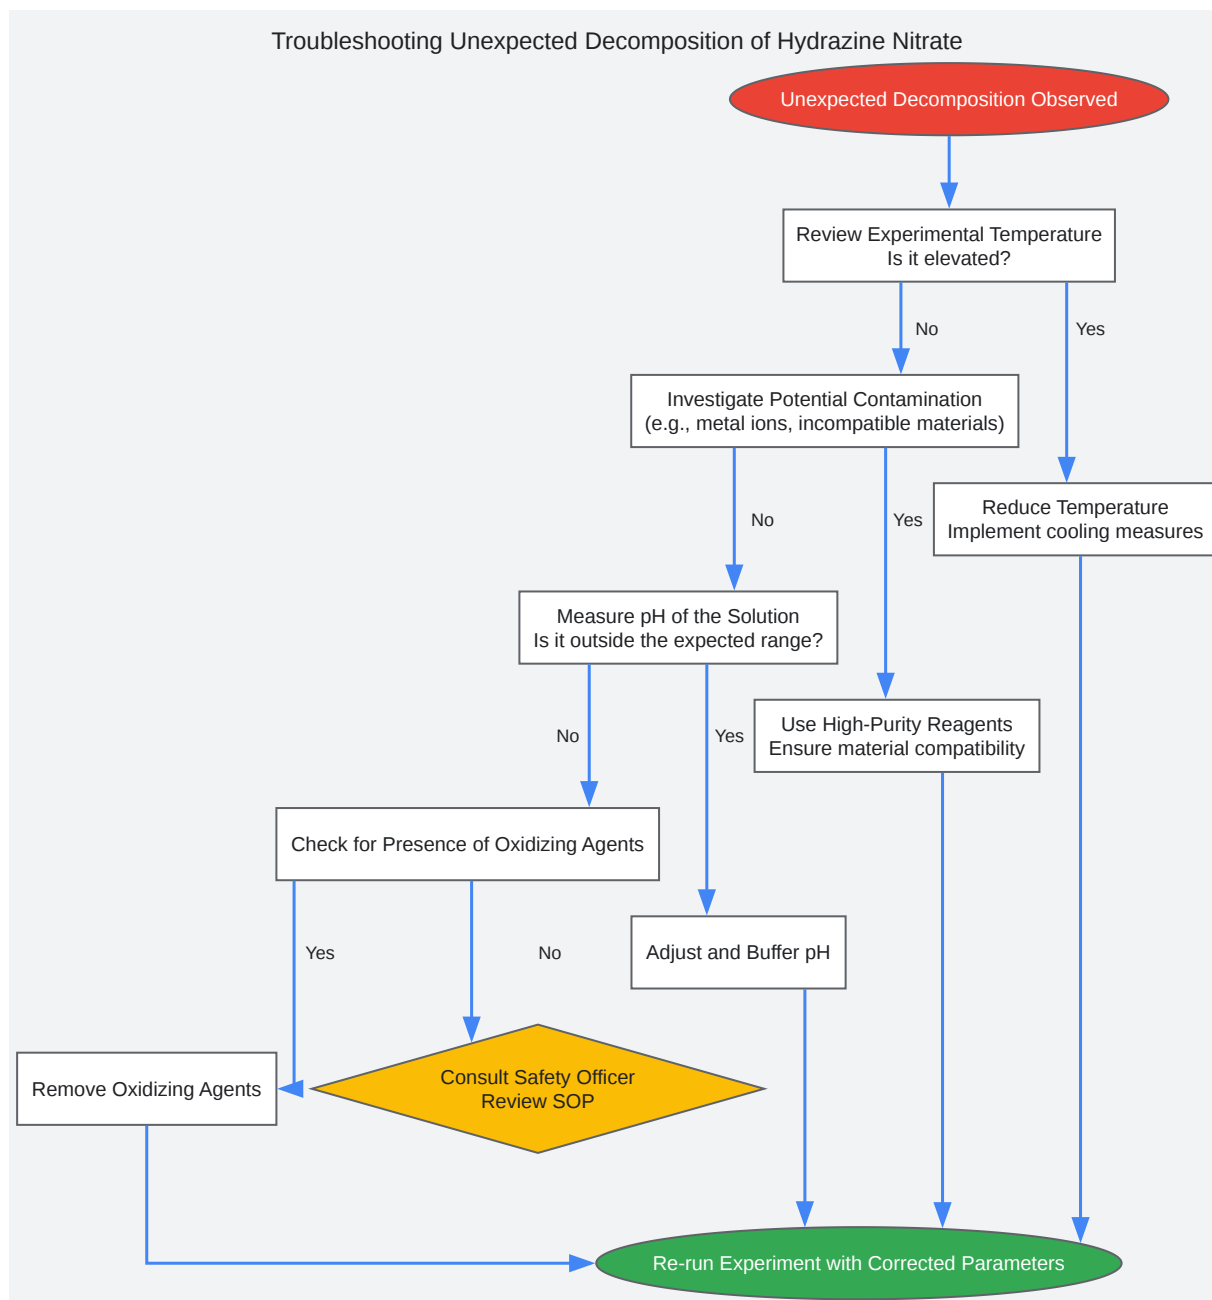 Troubleshooting Unexpected Decomposition of Hydrazine Nitrate
Unexpected Decomposition Observed
Review Experimental Temperature
Is it elevated?
No
Yes
Investigate Potential Contamination
(e.g., metal ions, incompatible materials)
No
Yes
Reduce Temperature
Implement cooling measures
Measure pH of the Solution
Is it outside the expected range?
No
Yes
Use High-Purity Reagents
Ensure material compatibility
Check for Presence of Oxidizing Agents
Yes
No
Adjust and Buffer pH
Remove Oxidizing Agents
Consult Safety Officer
Review SOP
Re-run Experiment with Corrected Parameters